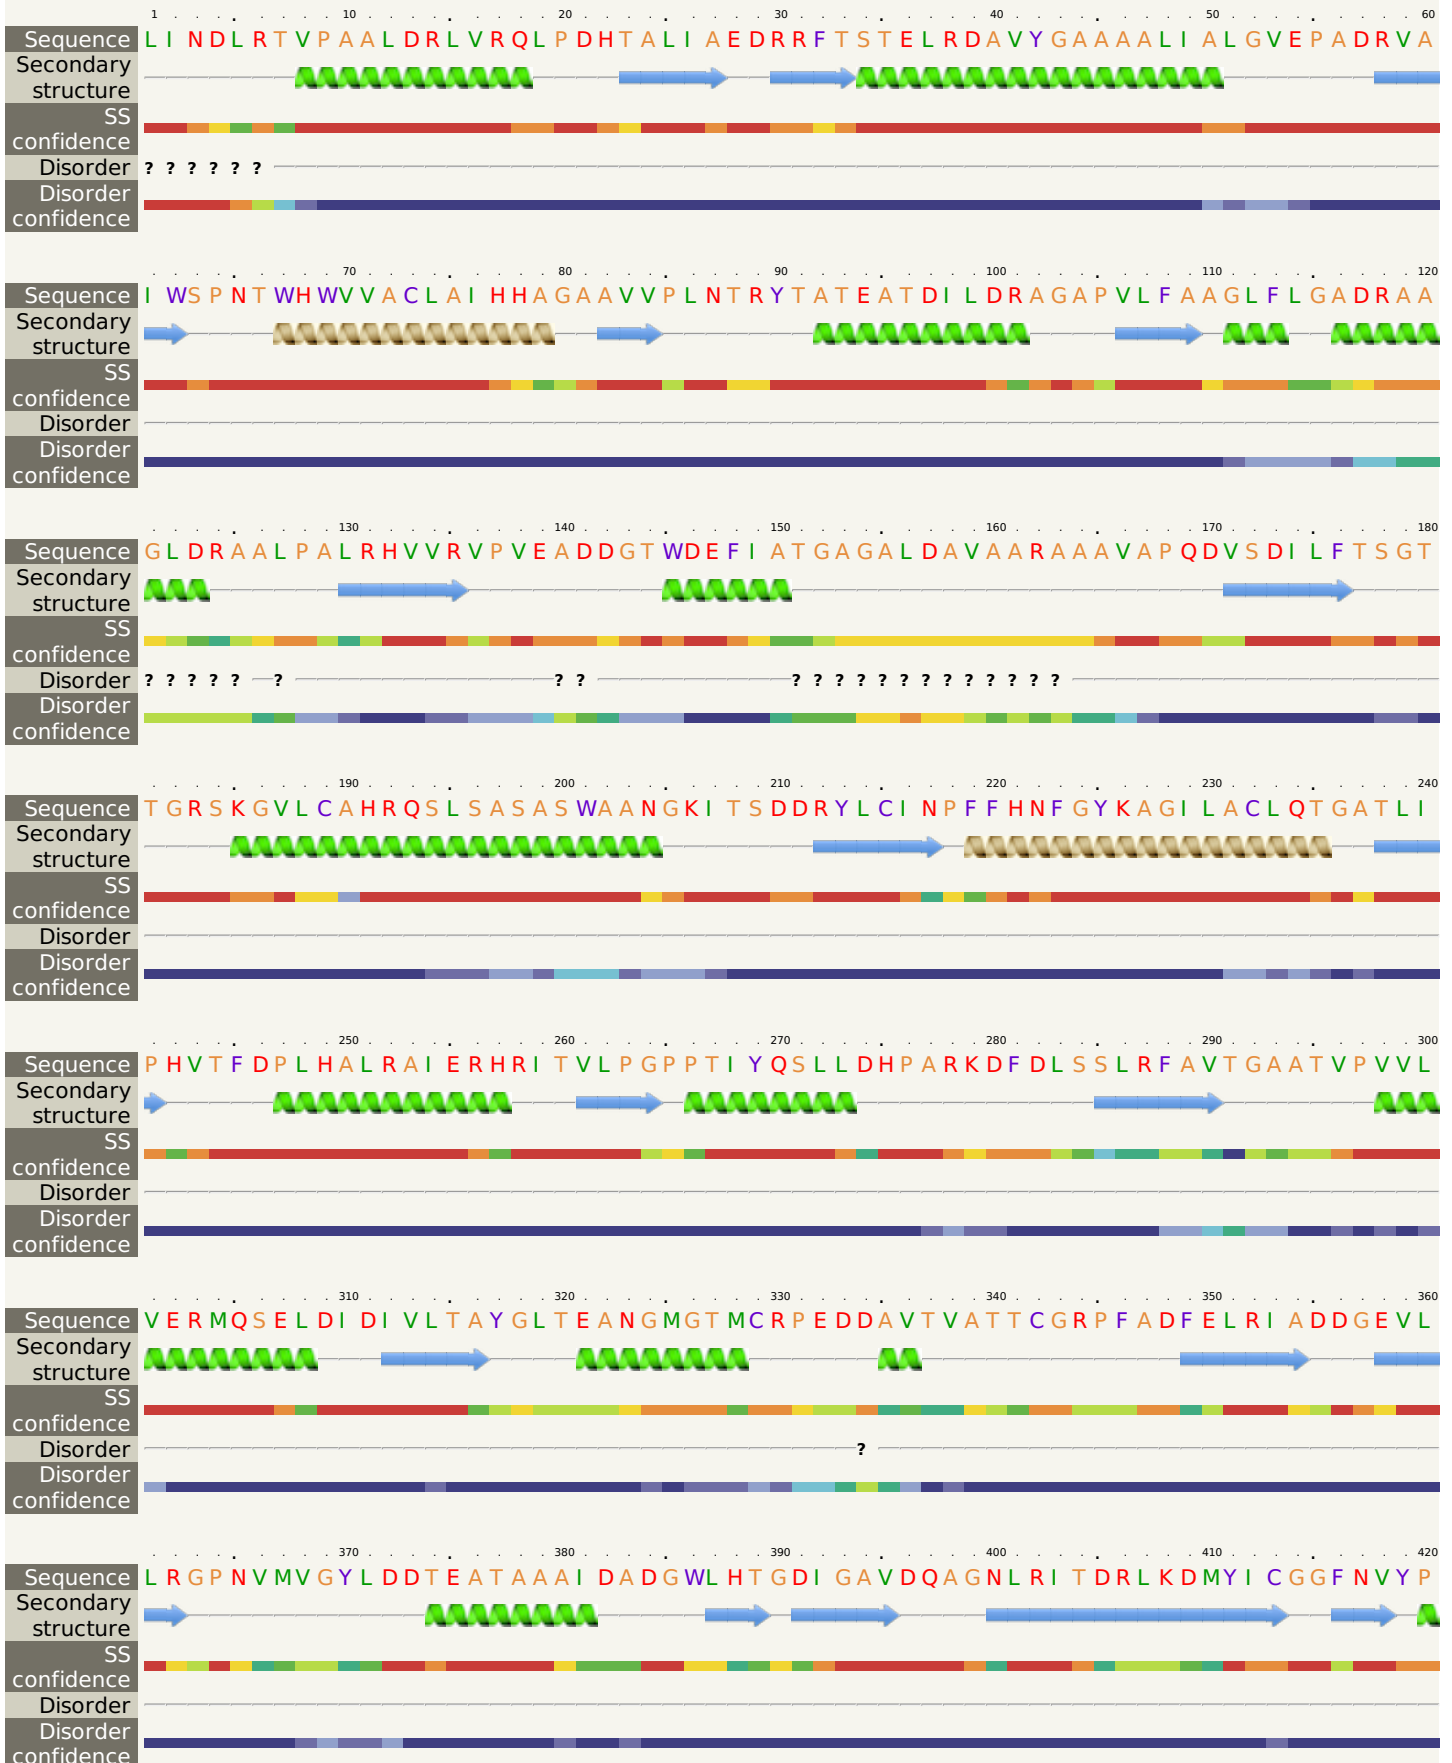 1 10 20 30 40 50 60
Sequence L I N D L R T V P A A L D R L V R Q L P D H T A L I A E D R R F T S T E L R D A V Y G A A A A L I A L G V E P A D R V A
Secondary
structure
SS
confidence
Disorder ? ? ? ? ? ?
Disorder
confidence
70 80 90 100 110 120
Sequence I W S P N T W H W V V A C L A I H H A G A A V V P L N T R Y T A T E A T D I L D R A G A P V L F A A G L F L G A D R A A
Secondary
structure
SS
confidence
Disorder
Disorder
confidence
130 140 150 160 170 180
Sequence G L D R A A L P A L R H V V R V P V E A D D G T W D E F I A T G A G A L D A V A A R A A A V A P Q D V S D I L F T S G T
Secondary
structure
SS
confidence
Disorder ? ? ? ? ? ? ? ? ? ? ? ? ? ? ? ? ? ? ? ? ?
Disorder
confidence
190 200 210 220 230 240
Sequence T G R S K G V L C A H R Q S L S A S A S W A A N G K I T S D D R Y L C I N P F F H N F G Y K A G I L A C L Q T G A T L I
Secondary
structure
SS
confidence
Disorder
Disorder
confidence
250 260 270 280 290 300
Sequence P H V T F D P L H A L R A I E R H R I T V L P G P P T I Y Q S L L D H P A R K D F D L S S L R F A V T G A A T V P V V L
Secondary
structure
SS
confidence
Disorder
Disorder
confidence
310 320 330 340 350 360
Sequence V E R M Q S E L D I D I V L T A Y G L T E A N G M G T M C R P E D D A V T V A T T C G R P F A D F E L R I A D D G E V L
Secondary
structure
SS
confidence
Disorder ?
Disorder
confidence
370 380 390 400 410 420
Sequence L R G P N V M V G Y L D D T E A T A A A I D A D G W L H T G D I G A V D Q A G N L R I T D R L K D M Y I C G G F N V Y P
Secondary
structure
SS
confidence
Disorder
Disorder
confidence